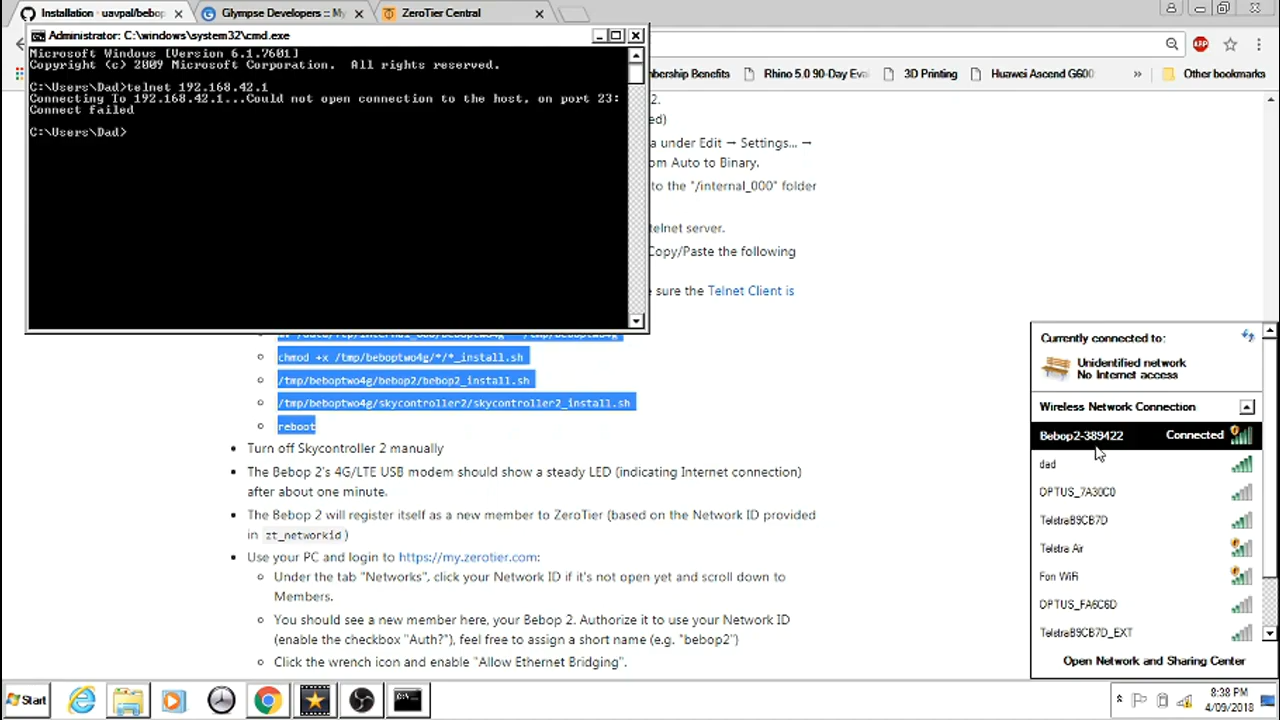 Installation · uavpal/bebop
Glympse Developers :: My
ZeroTier Central
Administrator: C:\windows\system32\cmd.exe
Microsoft Windows [Version 6.1.7601]
Copyright (c) 2009 Microsoft Corporation. All rights reserved.
C:\Users\Dad>telnet 192.168.42.1
Connecting To 192.168.42.1...Could not open connection to the host, on port 23:
Connect failed
C:\Users\Dad>
ABP
mbership Benefits
Rhino 5.0 90-Day Eva
3D Printing
Huawei Ascend G600
»
Other bookmarks
2.
ed)
a under Edit → Settings... →
om Auto to Binary.
to the "/internal_000" folder
telnet server.
Copy/Paste the following
sure the Telnet Client is
chmod +x /tmp/beboptwo4g/*/*_install.sh
/tmp/beboptwo4g/bebop2/bebop2_install.sh
/tmp/beboptwo4g/skycontroller2/skycontroller2_install.sh
reboot
Turn off Skycontroller 2 manually
The Bebop 2's 4G/LTE USB modem should show a steady LED (indicating Internet connection)
after about one minute.
The Bebop 2 will register itself as a new member to ZeroTier (based on the Network ID provided
in zt_networkid)
Use your PC and login to https://my.zerotier.com:
Under the tab "Networks", click your Network ID if it's not open yet and scroll down to
Members.
You should see a new member here, your Bebop 2. Authorize it to use your Network ID
(enable the checkbox "Auth?"), feel free to assign a short name (e.g. "bebop2")
Click the wrench icon and enable "Allow Ethernet Bridging".
Currently connected to:
Unidentified network
No Internet access
Wireless Network Connection
Bebop2-389422 Connected
dad
OPTUS_7A30C0
TelstraB9CB7D
Telstra Air
Fon WiFi
OPTUS_FA6C6D
TelstraB9CB7D_EXT
Open Network and Sharing Center
Start
8:38 PM
4/09/2018